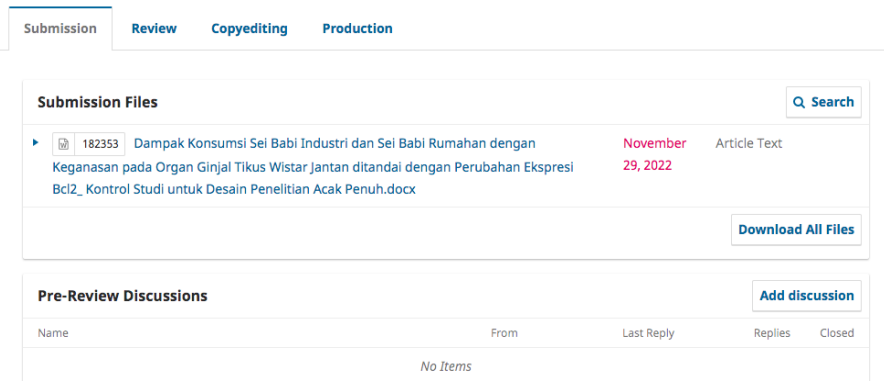 Submission Review Copyediting Production
Submission Files Search
182353 Dampak Konsumsi Sei Babi Industri dan Sei Babi Rumahan dengan November Article Text
Keganasan pada Organ Ginjal Tikus Wistar Jantan ditandai dengan Perubahan Ekspresi 29, 2022
Bcl2_ Kontrol Studi untuk Desain Penelitian Acak Penuh.docx
Download All Files
Pre-Review Discussions Add discussion
Name From Last Reply Replies Closed
No Items